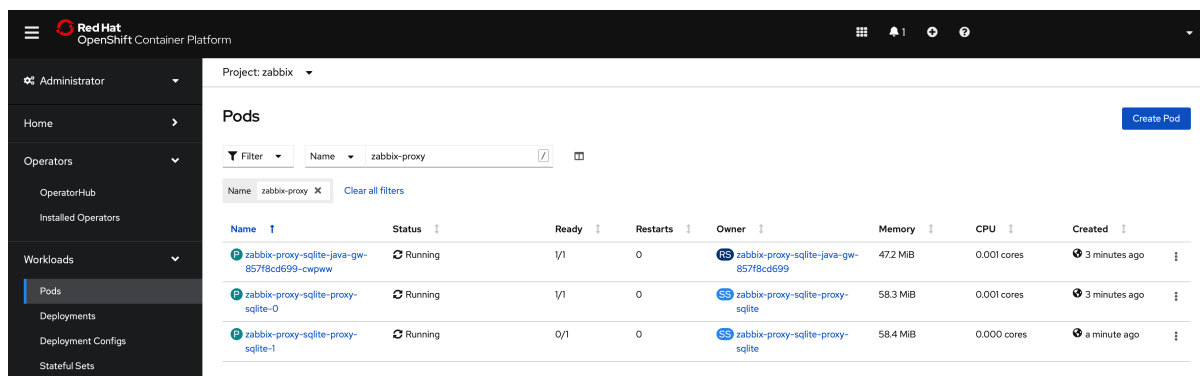 Red Hat
OpenShift Container Platform
1
Administrator
Project: zabbix
Home
Pods
Create Pod
Operators
Filter Name zabbix-proxy /
OperatorHub
Name zabbix-proxy Clear all filters
Installed Operators
Name Status Ready Restarts Owner Memory CPU Created
Workloads
P zabbix-proxy-sqlite-java-gw-857f8cd699-cwpww Running 1/1 0 RS zabbix-proxy-sqlite-java-gw-857f8cd699 47.2 MiB 0.001 cores 3 minutes ago
Pods
P zabbix-proxy-sqlite-proxy-sqlite-0 Running 1/1 0 SS zabbix-proxy-sqlite-proxy-sqlite 58.3 MiB 0.001 cores 3 minutes ago
Deployments
Deployment Configs
P zabbix-proxy-sqlite-proxy-sqlite-1 Running 0/1 0 SS zabbix-proxy-sqlite-proxy-sqlite 58.4 MiB 0.000 cores a minute ago
Stateful Sets